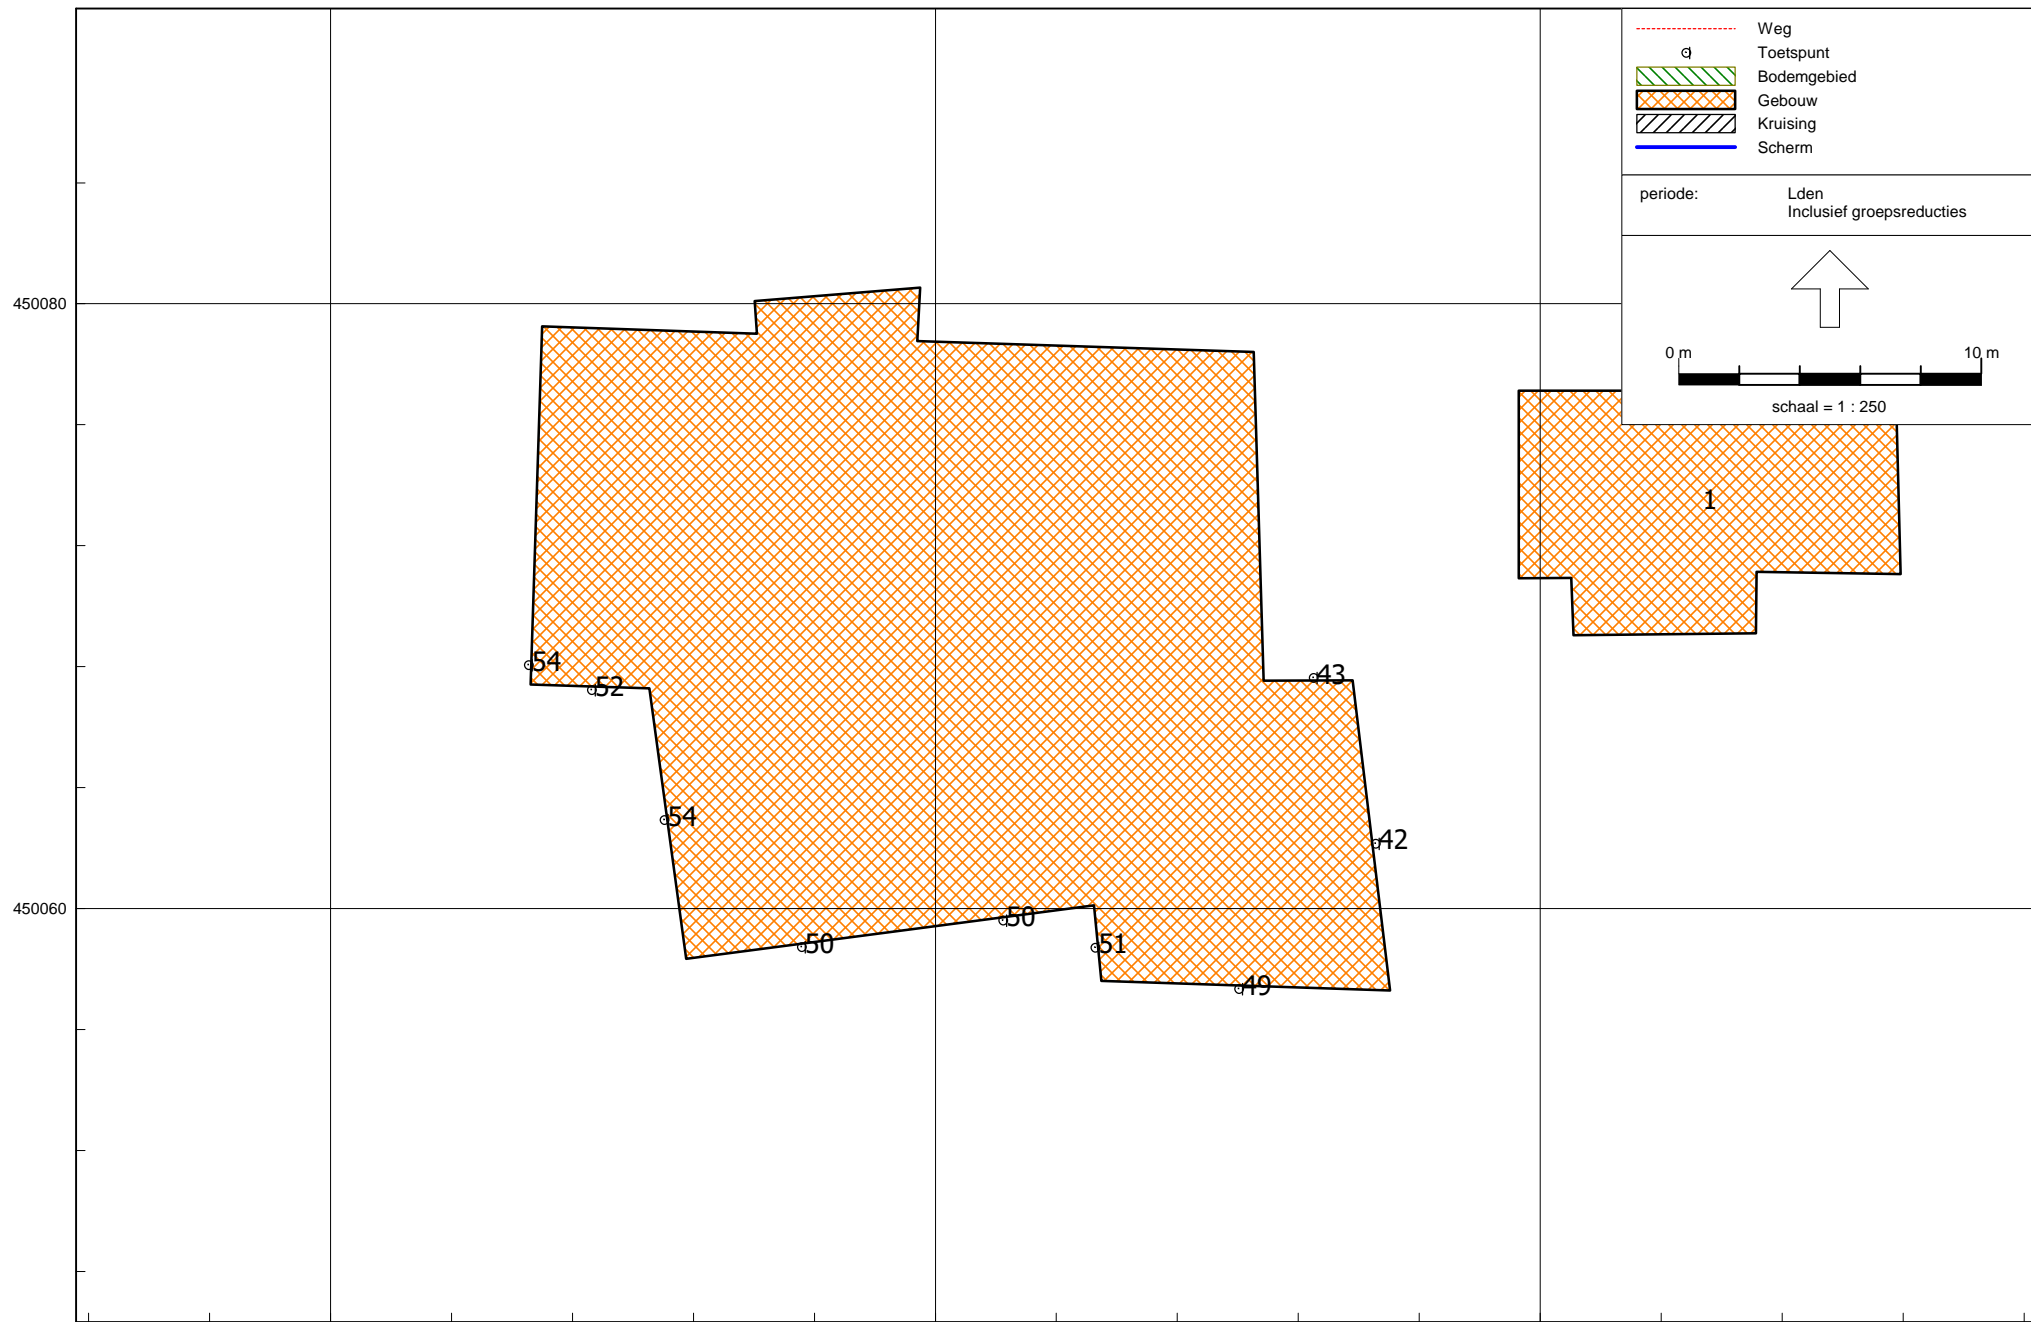 Weg
Toetspunt
Bodemgebied
Gebouw
Kruising
Scherm
periode: Lden
Inclusief groepsreducties
0 m 10 m
schaal = 1 : 250
450080
1
54
52
43
54
42
450060
50
50
51
49